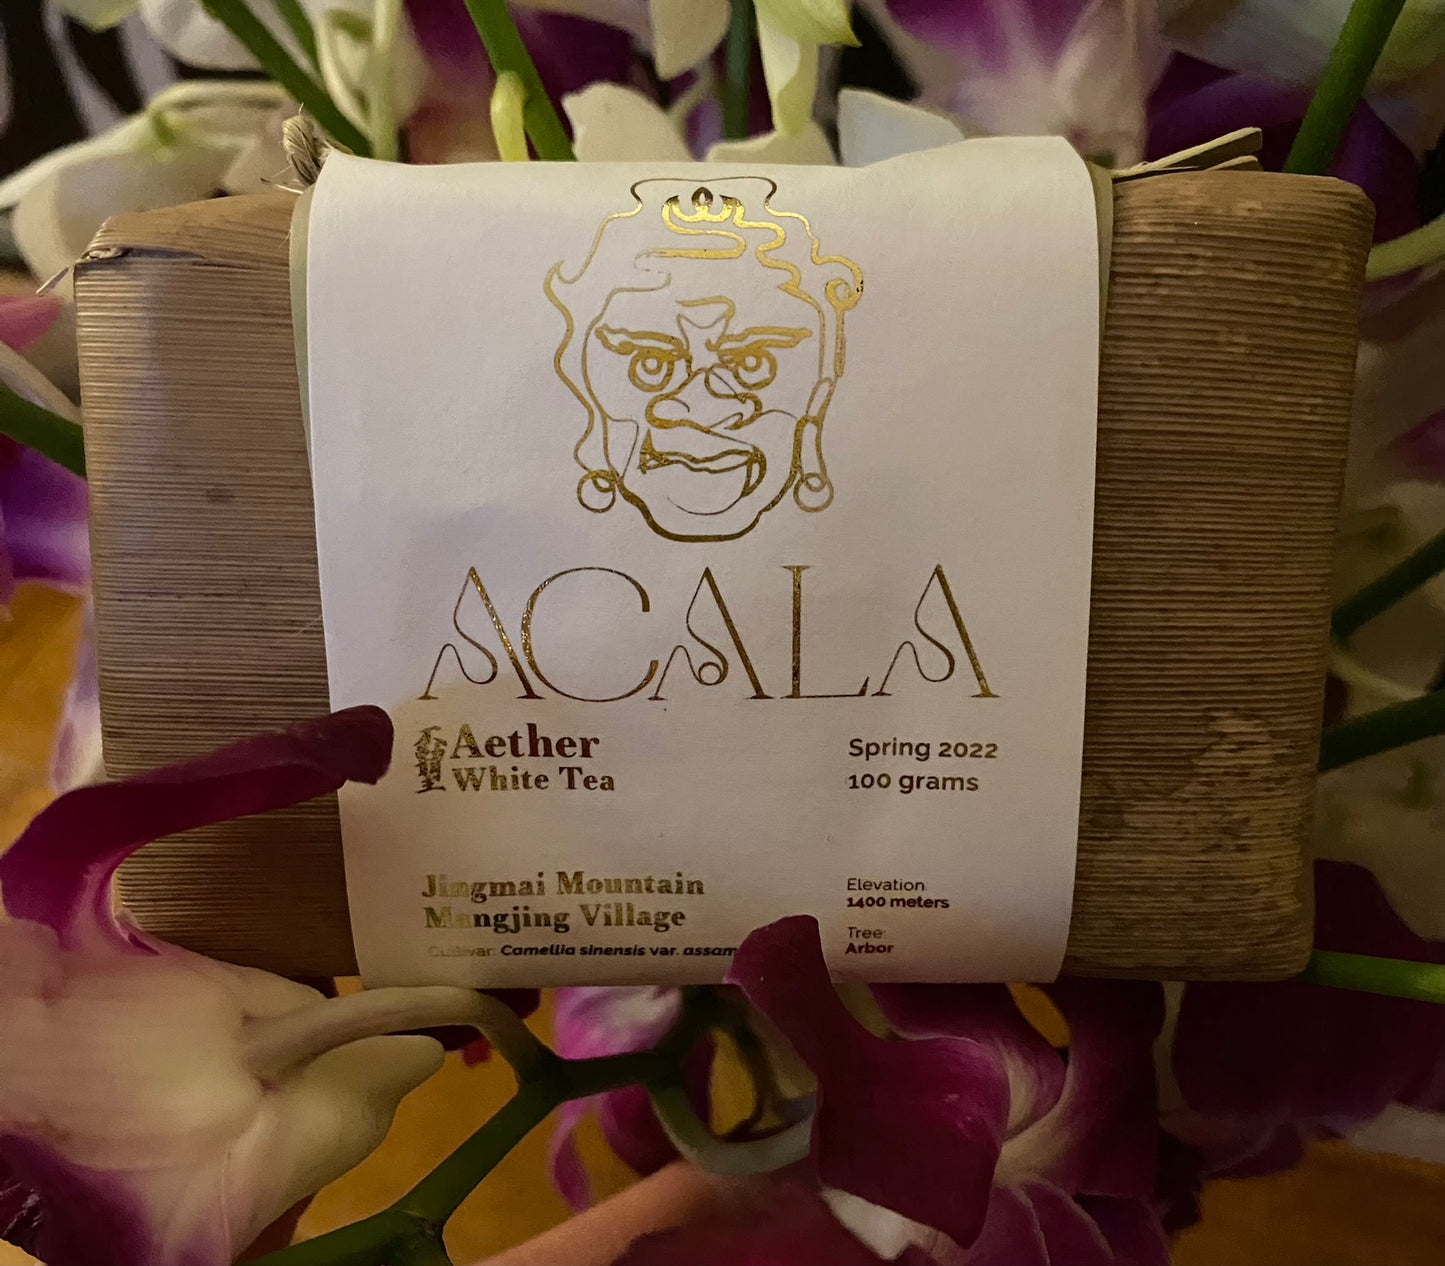 ACALA
Aether
White Tea
Spring 2022
100 grams
Jingmai Mountain
Mangjing Village
Cultivar: Camellia sinensis var.
Elevation
1400 meters
Tree:
Arbor